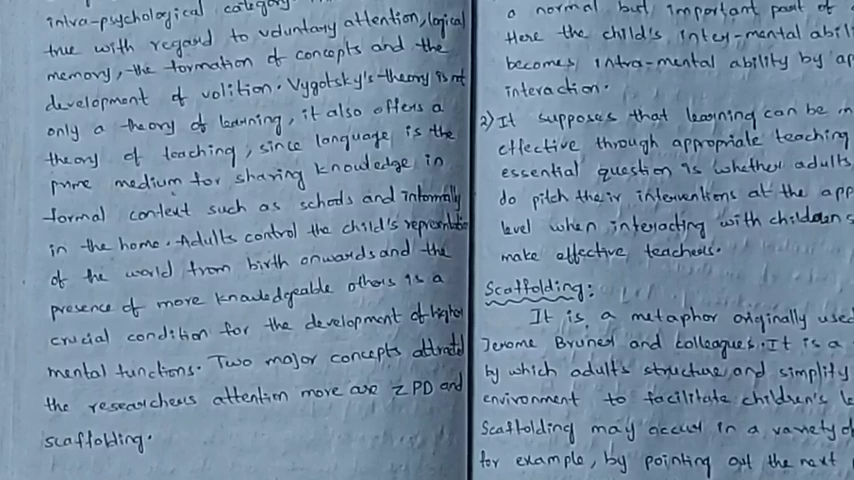 intra-psychological category
true with regard to voluntary attention, logical
memory, the formation of concepts and the
development of volition. Vygotsky's theory is not
only a theory of learning, it also offers a
theory of teaching, since language is the
prime medium for sharing knowledge in
formal context such as schools and informally
in the home. Adults control the child's representation
of the world from birth onwards and the
presence of more knowledgeable others is a
crucial condition for the development of higher
mental functions. Two major concepts attracted
the researchers attention more are ZPD and
scaffolding.
a normal but important part of
Here the child's inter-mental abil
becomes intra-mental ability by ap
interaction.
2) It supposes that learning can be m
effective through appropriate teaching
essential question is whether adults
do pitch their interventions at the app
level when interacting with children
make effective teachers.
Scaffolding:
It is a metaphor originally used
Jerome Bruner and colleagues. It is a
by which adults structure and simplify
environment to facilitate children's le
Scaffolding may occur in a variety of
for example, by pointing out the next